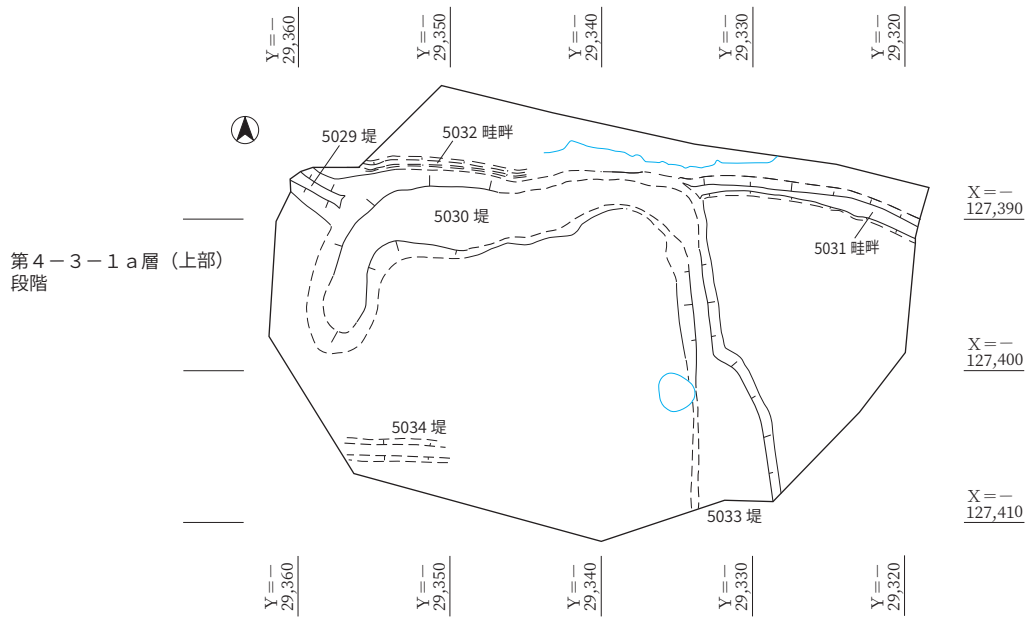 Y＝－
29,360
Y＝－
29,350
Y＝－
29,340
Y＝－
29,330
Y＝－
29,320
5029 堤
5032 畦畔
X＝－
127,390
5030 堤
5031 畦畔
第４－３－１ａ層（上部）
段階
X＝－
127,400
5034 堤
X＝－
127,410
5033 堤
Y＝－
29,360
Y＝－
29,350
Y＝－
29,340
Y＝－
29,330
Y＝－
29,320